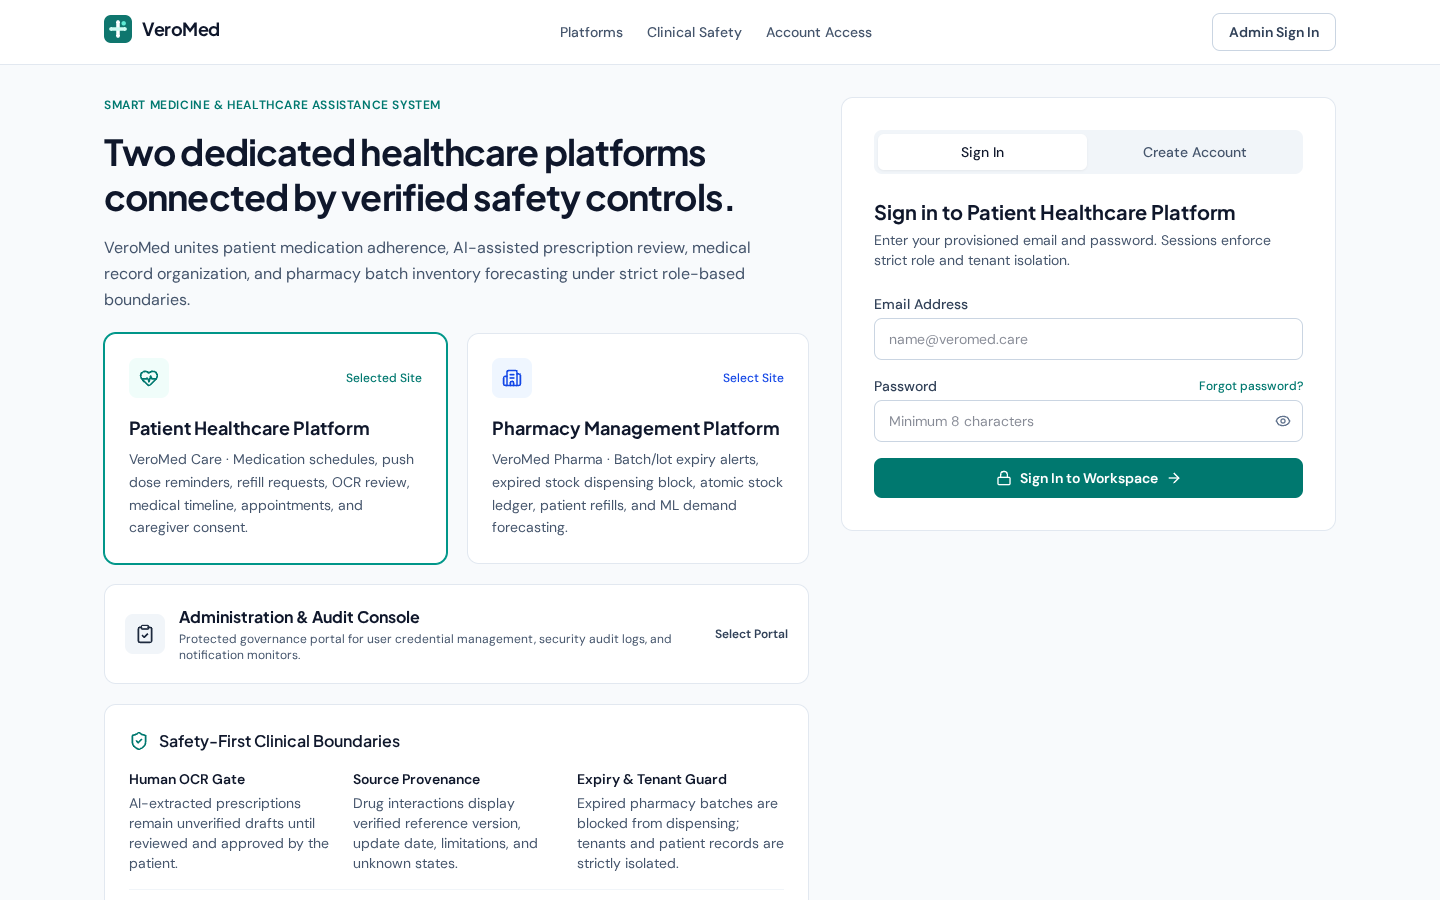 VeroMed
Platforms
Clinical Safety
Account Access
Admin Sign In
SMART MEDICINE & HEALTHCARE ASSISTANCE SYSTEM
Two dedicated healthcare platforms
connected by verified safety controls.
VeroMed unites patient medication adherence, AI-assisted prescription review, medical
record organization, and pharmacy batch inventory forecasting under strict role-based
boundaries.
Selected Site
Patient Healthcare Platform
VeroMed Care · Medication schedules, push
dose reminders, refill requests, OCR review,
medical timeline, appointments, and
caregiver consent.
Select Site
Pharmacy Management Platform
VeroMed Pharma · Batch/lot expiry alerts,
expired stock dispensing block, atomic stock
ledger, patient refills, and ML demand
forecasting.
Administration & Audit Console
Protected governance portal for user credential management, security audit logs, and
notification monitors.
Select Portal
Safety-First Clinical Boundaries
Human OCR Gate
AI-extracted prescriptions
remain unverified drafts until
reviewed and approved by the
patient.
Source Provenance
Drug interactions display
verified reference version,
update date, limitations, and
unknown states.
Expiry & Tenant Guard
Expired pharmacy batches are
blocked from dispensing;
tenants and patient records are
strictly isolated.
Sign In
Create Account
Sign in to Patient Healthcare Platform
Enter your provisioned email and password. Sessions enforce
strict role and tenant isolation.
Email Address
name@veromed.care
Password
Forgot password?
Minimum 8 characters
Sign In to Workspace